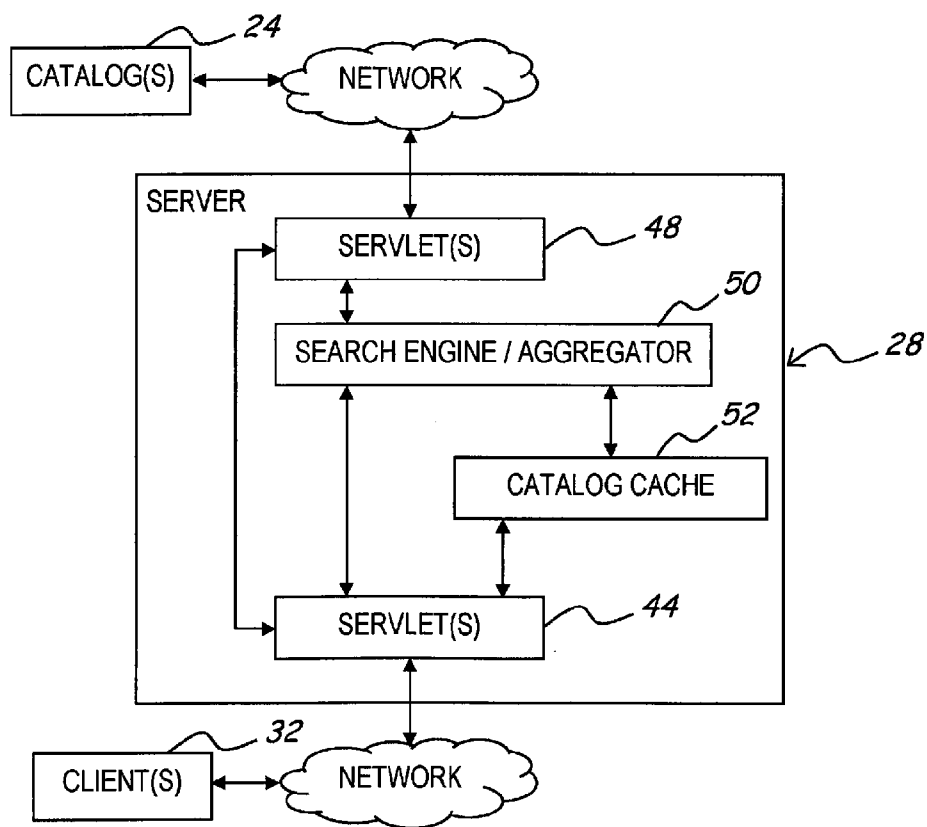 24
CATALOG(S)
NETWORK
SERVER
SERVLET(S)
48
50
SEARCH ENGINE / AGGREGATOR
28
52
CATALOG CACHE
SERVLET(S)
44
32
CLIENT(S)
NETWORK